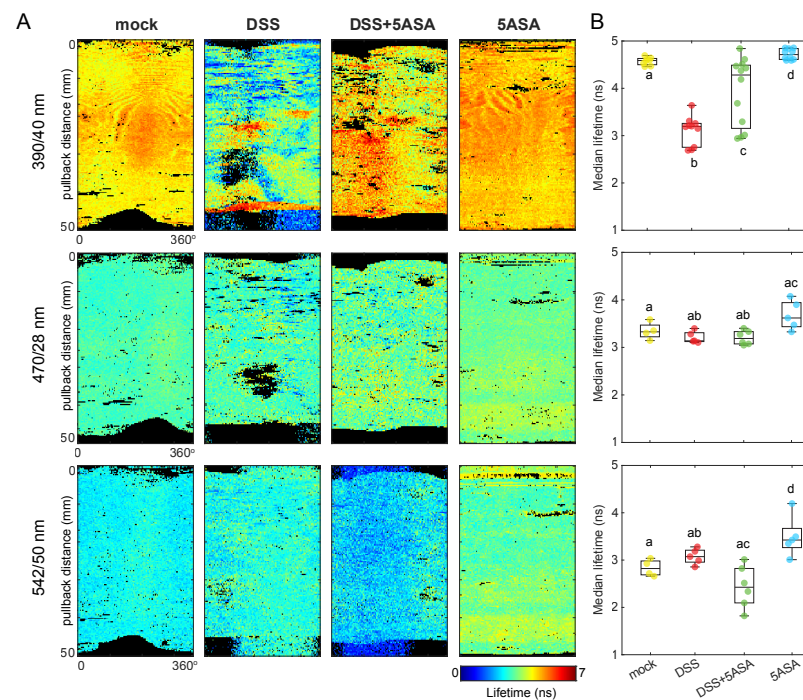 A
mock
DSS
DSS+5ASA
5ASA
B
390/40 nm
pullback distance (mm)
0
50
0
360°
Median lifetime (ns)
5
4
3
2
1
a
b
c
d
470/28 nm
pullback distance (mm)
0
50
0
360°
Median lifetime (ns)
5
4
3
2
1
a
ab
ab
ac
542/50 nm
pullback distance (mm)
0
50
0
360°
0
7
Lifetime (ns)
Median lifetime (ns)
5
4
3
2
1
a
ab
ac
d
mock
DSS
DSS+5ASA
5ASA